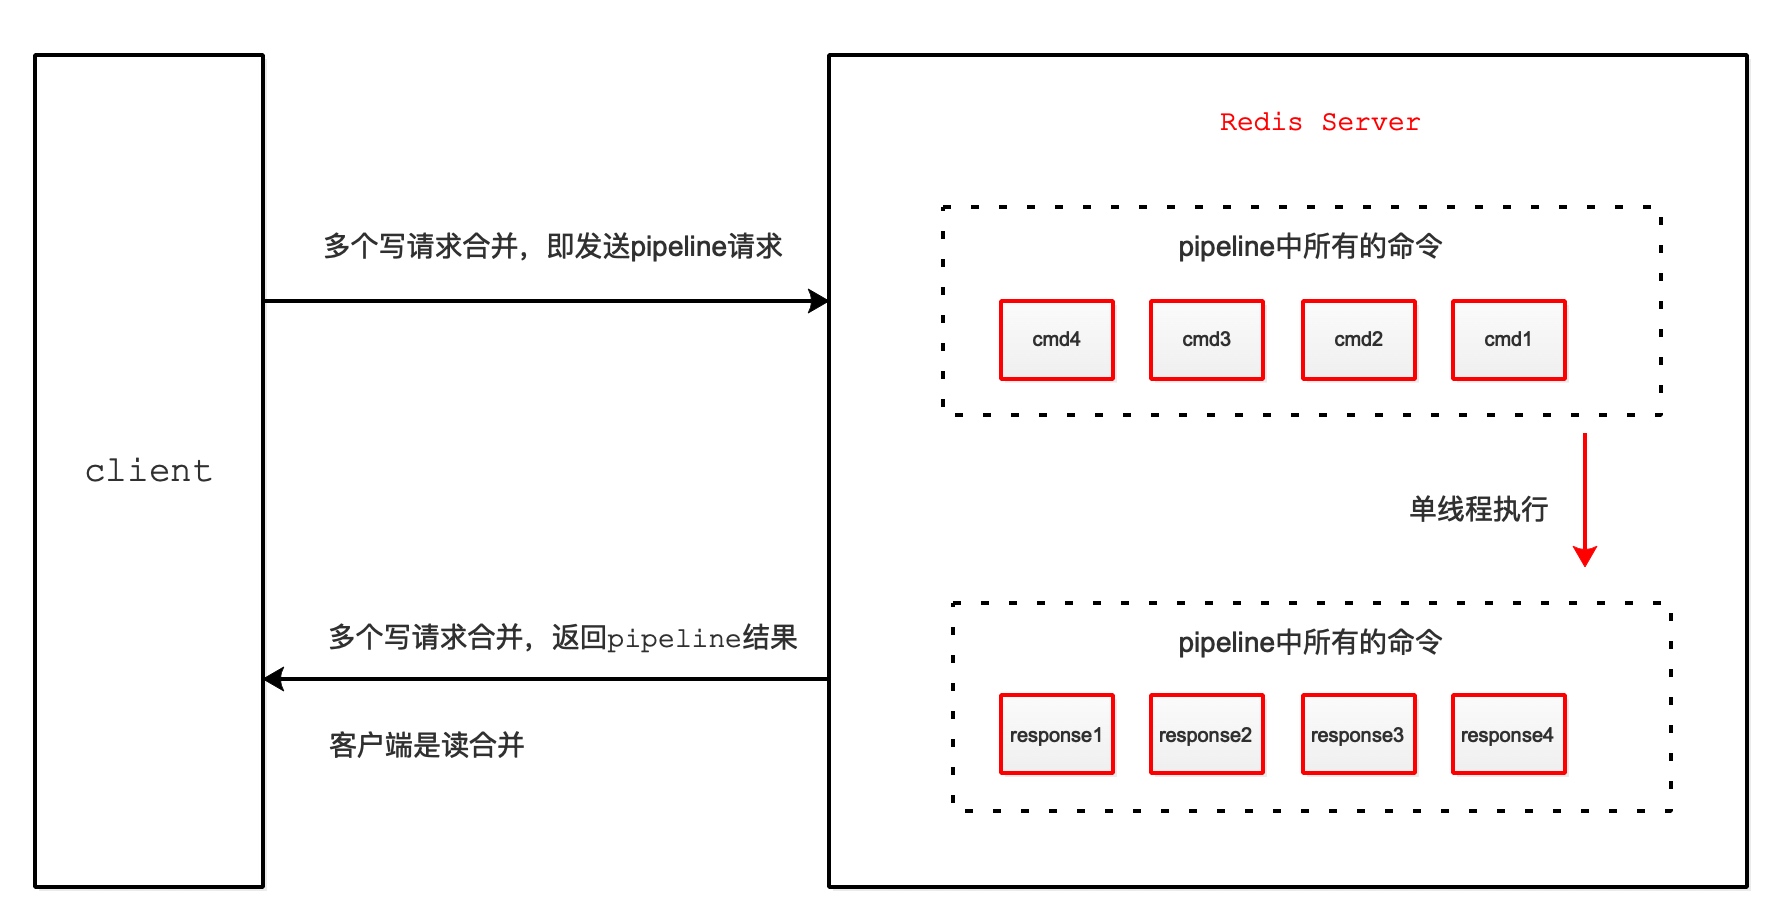 Redis Server
多个写请求合并，即发送pipeline请求
pipeline中所有的命令
cmd4
cmd3
cmd2
cmd1
client
单线程执行
多个写请求合并，返回pipeline结果
客户端是读合并
pipeline中所有的命令
response1
response2
response3
response4